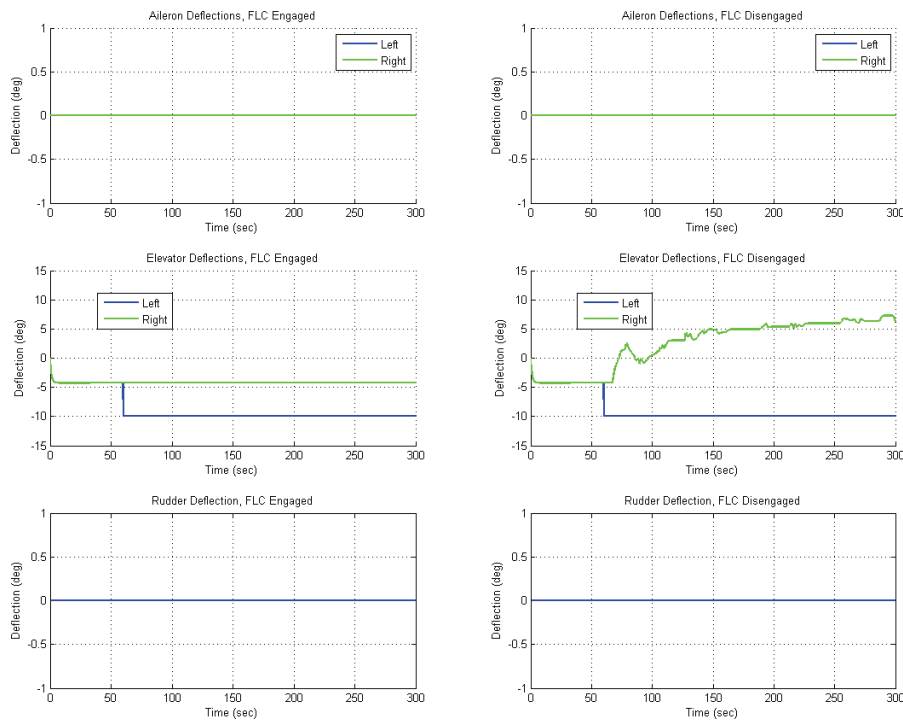 Aileron Deflections, FLC Engaged
1
0.5
0
-0.5
-1
Deflection (deg)
Left
Right
0 50 100 150 200 250 300
Time (sec)
Aileron Deflections, FLC Disengaged
1
0.5
0
-0.5
-1
Deflection (deg)
Left
Right
0 50 100 150 200 250 300
Time (sec)
Elevator Deflections, FLC Engaged
15
10
5
0
-5
-10
-15
Deflection (deg)
Left
Right
0 50 100 150 200 250 300
Time (sec)
Elevator Deflections, FLC Disengaged
15
10
5
0
-5
-10
-15
Deflection (deg)
Left
Right
0 50 100 150 200 250 300
Time (sec)
Rudder Deflection, FLC Engaged
1
0.5
0
-0.5
-1
Deflection (deg)
0 50 100 150 200 250 300
Time (sec)
Rudder Deflection, FLC Disengaged
1
0.5
0
-0.5
-1
Deflection (deg)
0 50 100 150 200 250 300
Time (sec)